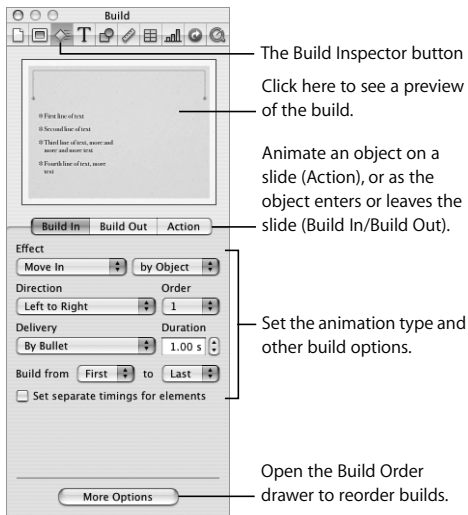 Build
T
The Build Inspector button
Click here to see a preview
of the build.
First line of text
Second line of text
Third line of text, more and
more and more text
Fourth line of text, more
text
Animate an object on a
slide (Action), or as the
object enters or leaves the
slide (Build In/Build Out).
Build In Build Out Action
Effect
Move In by Object
Direction Order
Left to Right 1
Delivery Duration
By Bullet 1.00 s
Build from First to Last
Set separate timings for elements
Set the animation type and
other build options.
Open the Build Order
drawer to reorder builds.
More Options